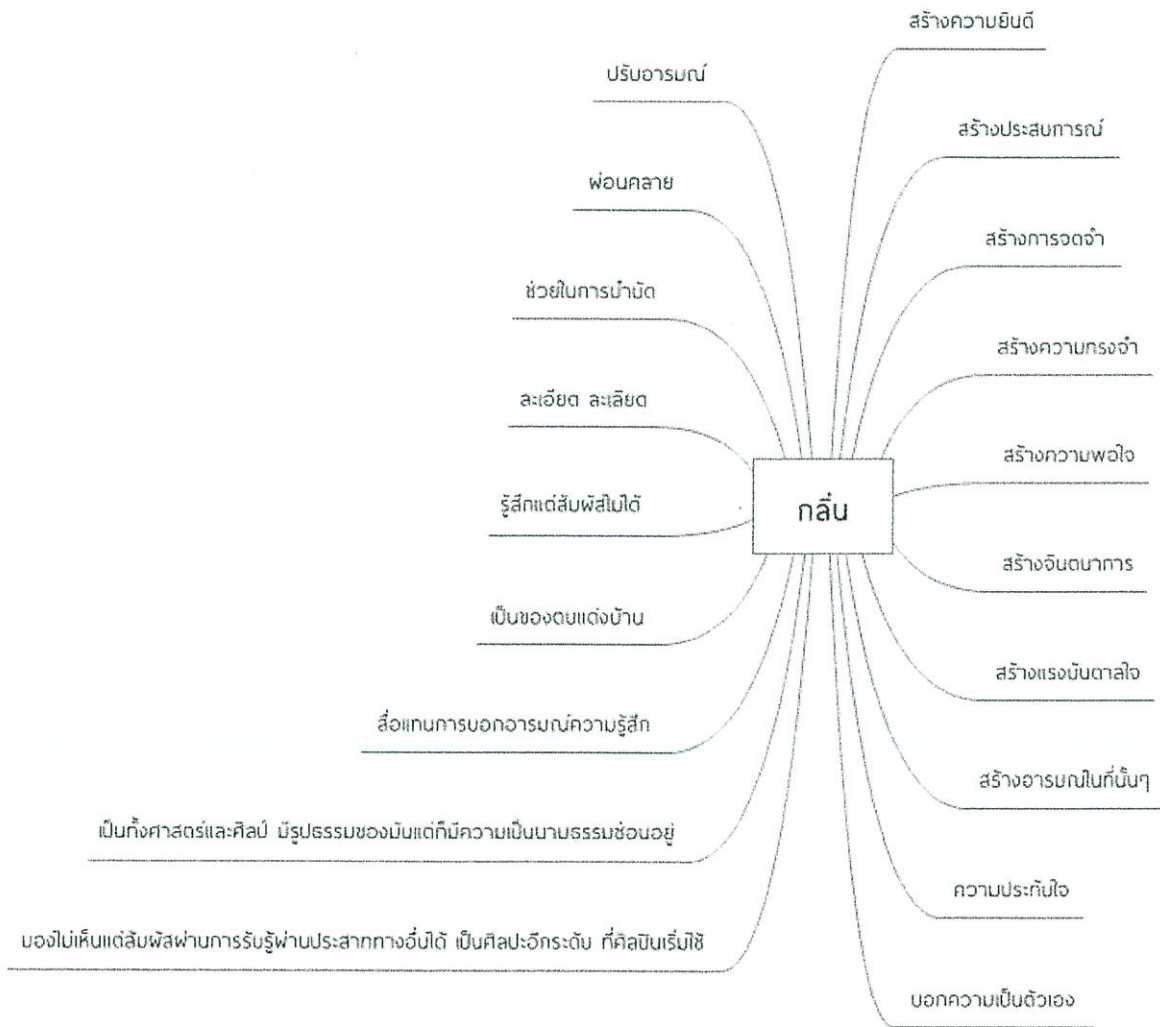 สร้างความยินดี
ปรับอารมณ์
สร้างประสบการณ์
ผ่อนคลาย
สร้างการจดจำ
ช่วยในการบำบัด
สร้างความทรงจำ
ละเอียด ละเลียด
สร้างความพอใจ
รู้สึกแต่สัมผัสไม่ได้
กลิ่น
สร้างจินตนาการ
เป็นของตบแต่งบ้าน
สร้างแรงบันดาลใจ
สื่อแทนการบอกอารมณ์ความรู้สึก
สร้างอารมณ์ในที่นั้นๆ
เป็นทั้งศาสตร์และศิลป์ มีรูปธรรมของมันแต่ก็มีความเป็นนามธรรมซ่อนอยู่
ความประทับใจ
มองไม่เห็นแต่สัมผัสผ่านการรับรู้ผ่านประสาททางอื่นได้ เป็นศิลปะอีกระดับ ที่ศิลปินเริ่มใช้
บอกความเป็นตัวเอง